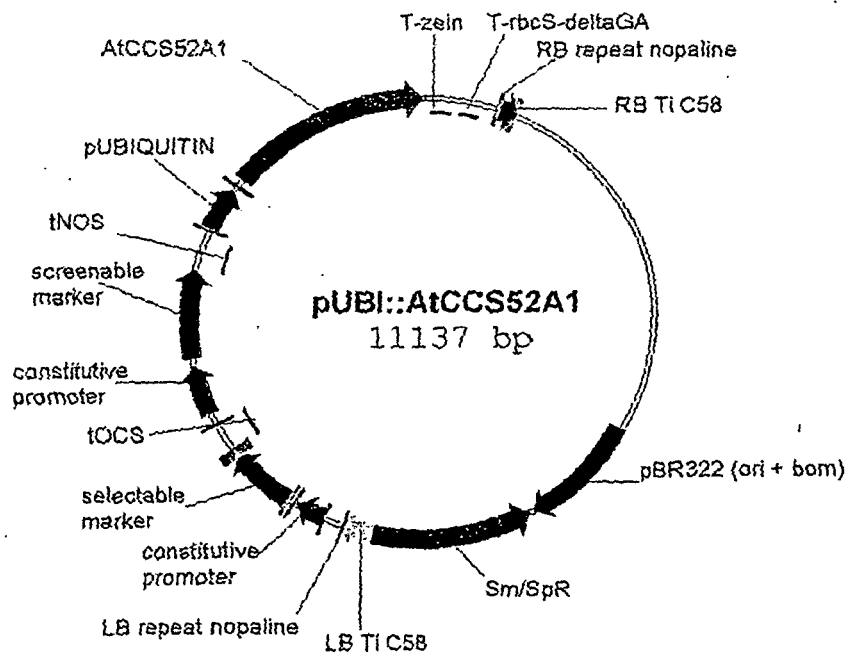 T-zein
T-rbcS-deltaGA
RB repeat nopaline
RB Ti C58
AtCCS52A1
pUBIQUITIN
tNOS
screenable
marker
pUBI::AtCCS52A1
11137 bp
constitutive
promoter
tOCS
selectable
marker
constitutive
promoter
LB repeat nopaline
LB Ti C58
Sm/SpR
pBR322 (ori + bom)